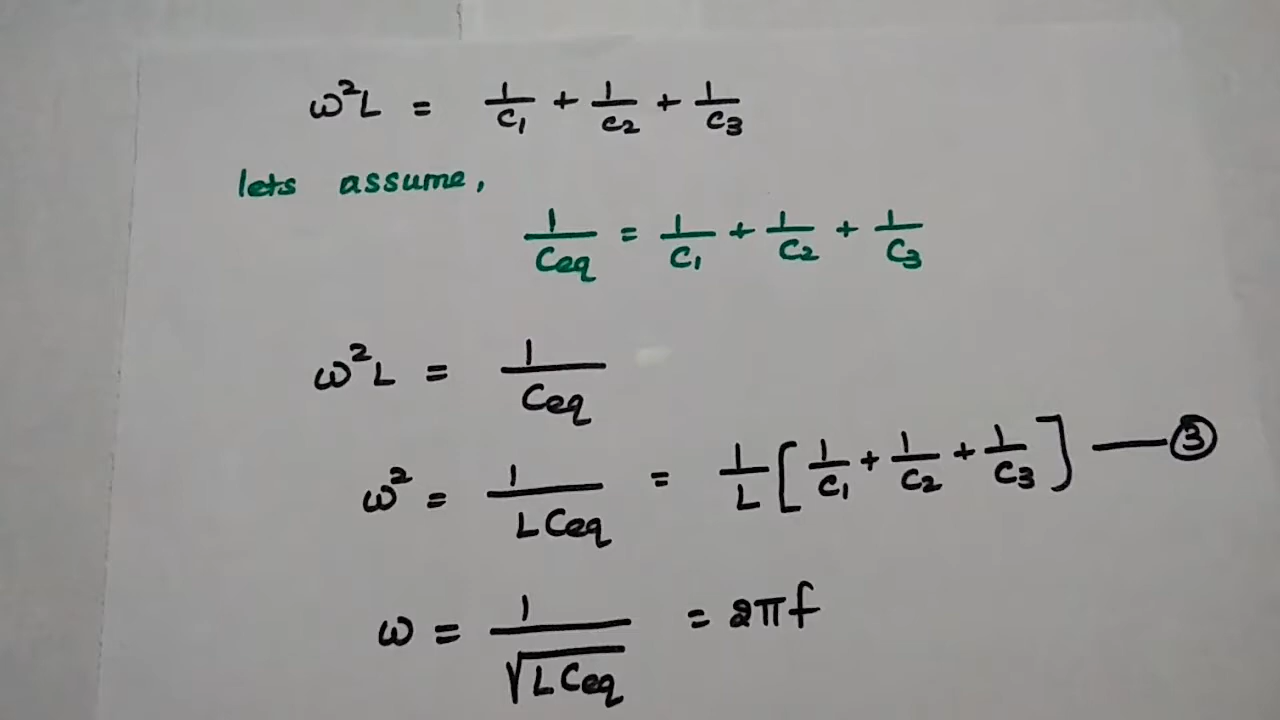 ω²L = 1/C₁ + 1/C₂ + 1/C₃
lets assume,
1/Ceq = 1/C₁ + 1/C₂ + 1/C₃
ω²L = 1/Ceq
ω² = 1/LCeq = 1/L [1/C₁ + 1/C₂ + 1/C₃] — ③
ω = 1/√LCeq = 2πf